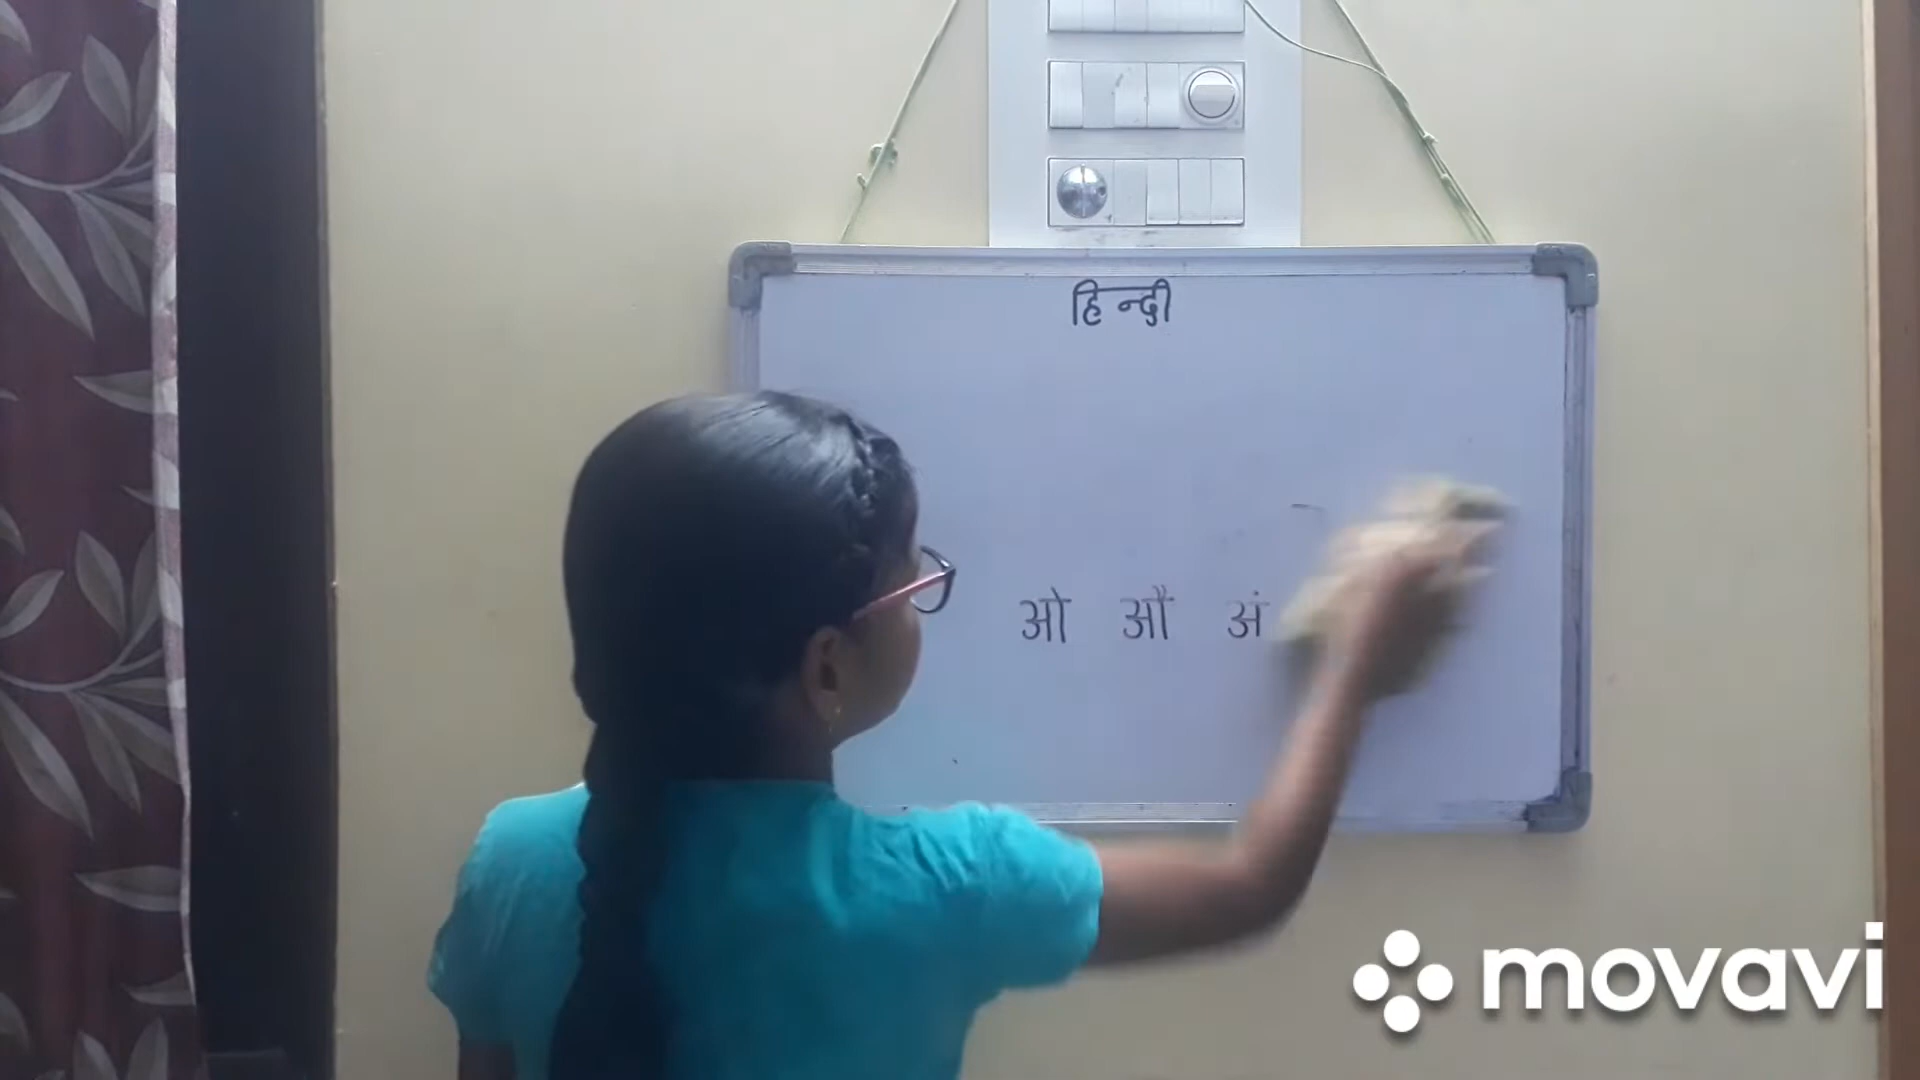 हिन्दी
ओ औ अं
movavi